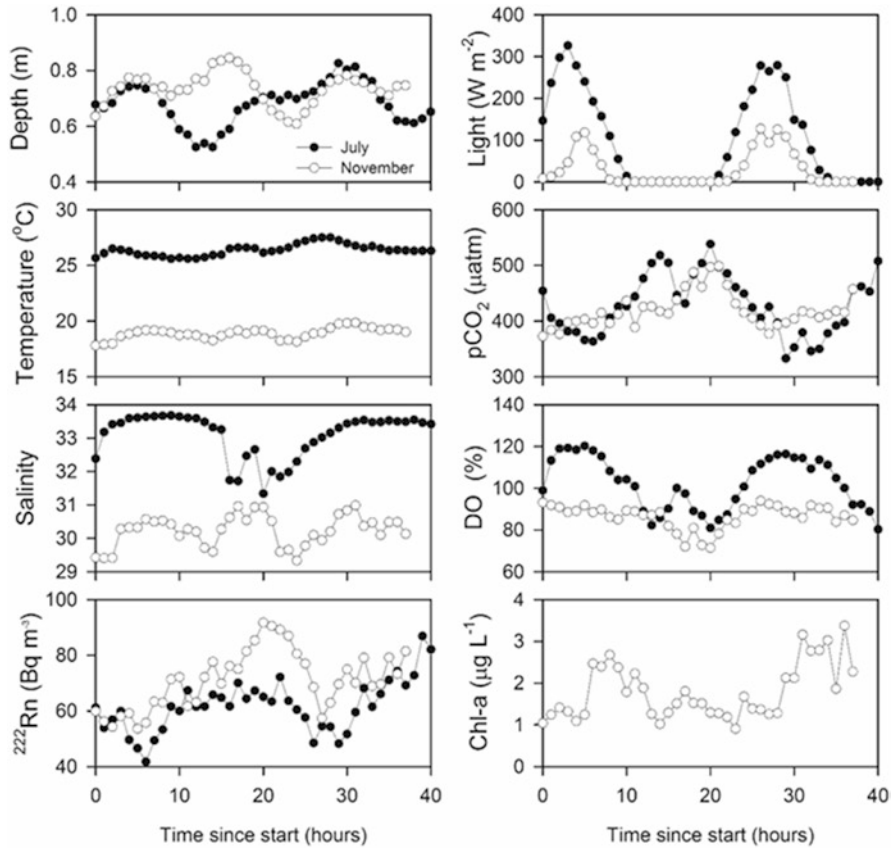 1.0
0.8
0.6
0.4
Depth (m)
July
November
400
300
200
100
0
Light (W m-2)
30
25
20
15
Temperature (oC)
600
500
400
300
pCO2 (µatm)
34
33
32
31
30
29
Salinity
140
120
100
80
60
DO (%)
100
80
60
40
222Rn (Bq m-3)
0 10 20 30 40
Time since start (hours)
4
3
2
1
0
Chl-a (µg L-1)
0 10 20 30 40
Time since start (hours)